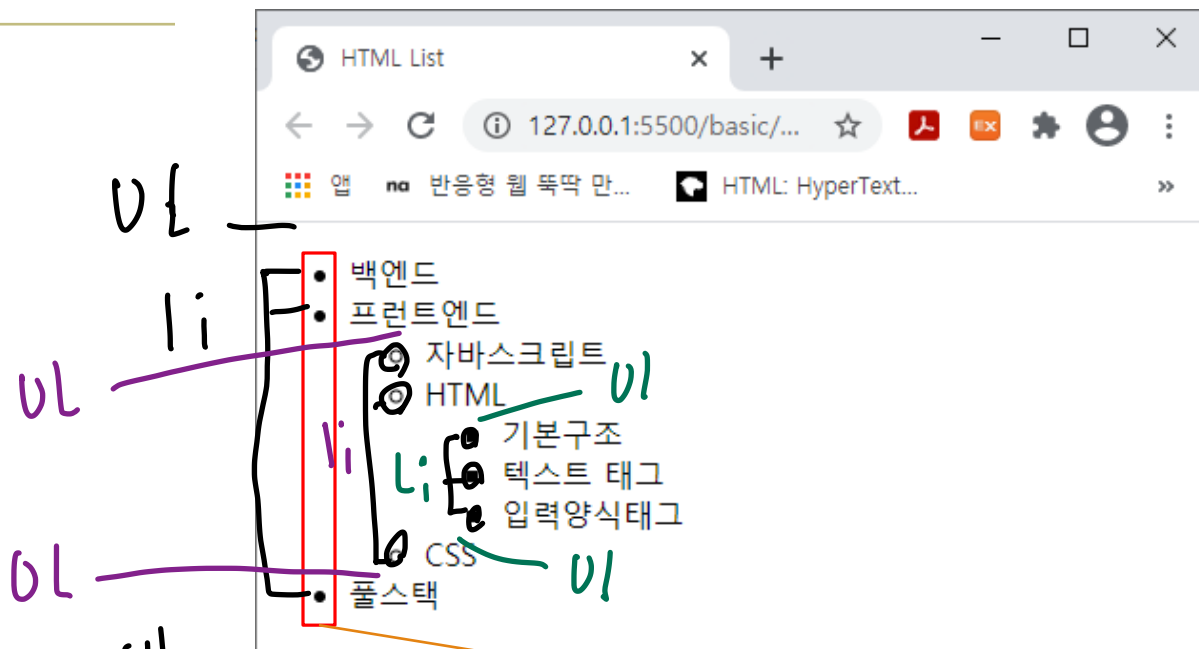 HTML List
127.0.0.1:5500/basic/...
앱 na 반응형 웹 뚝딱 만... HTML: HyperText...
ul
백엔드
li
프런트엔드
자바스크립트
ul
ul
HTML
li
기본구조
li
텍스트 태그
입력양식태그
CSS
ul
ul
풀스택